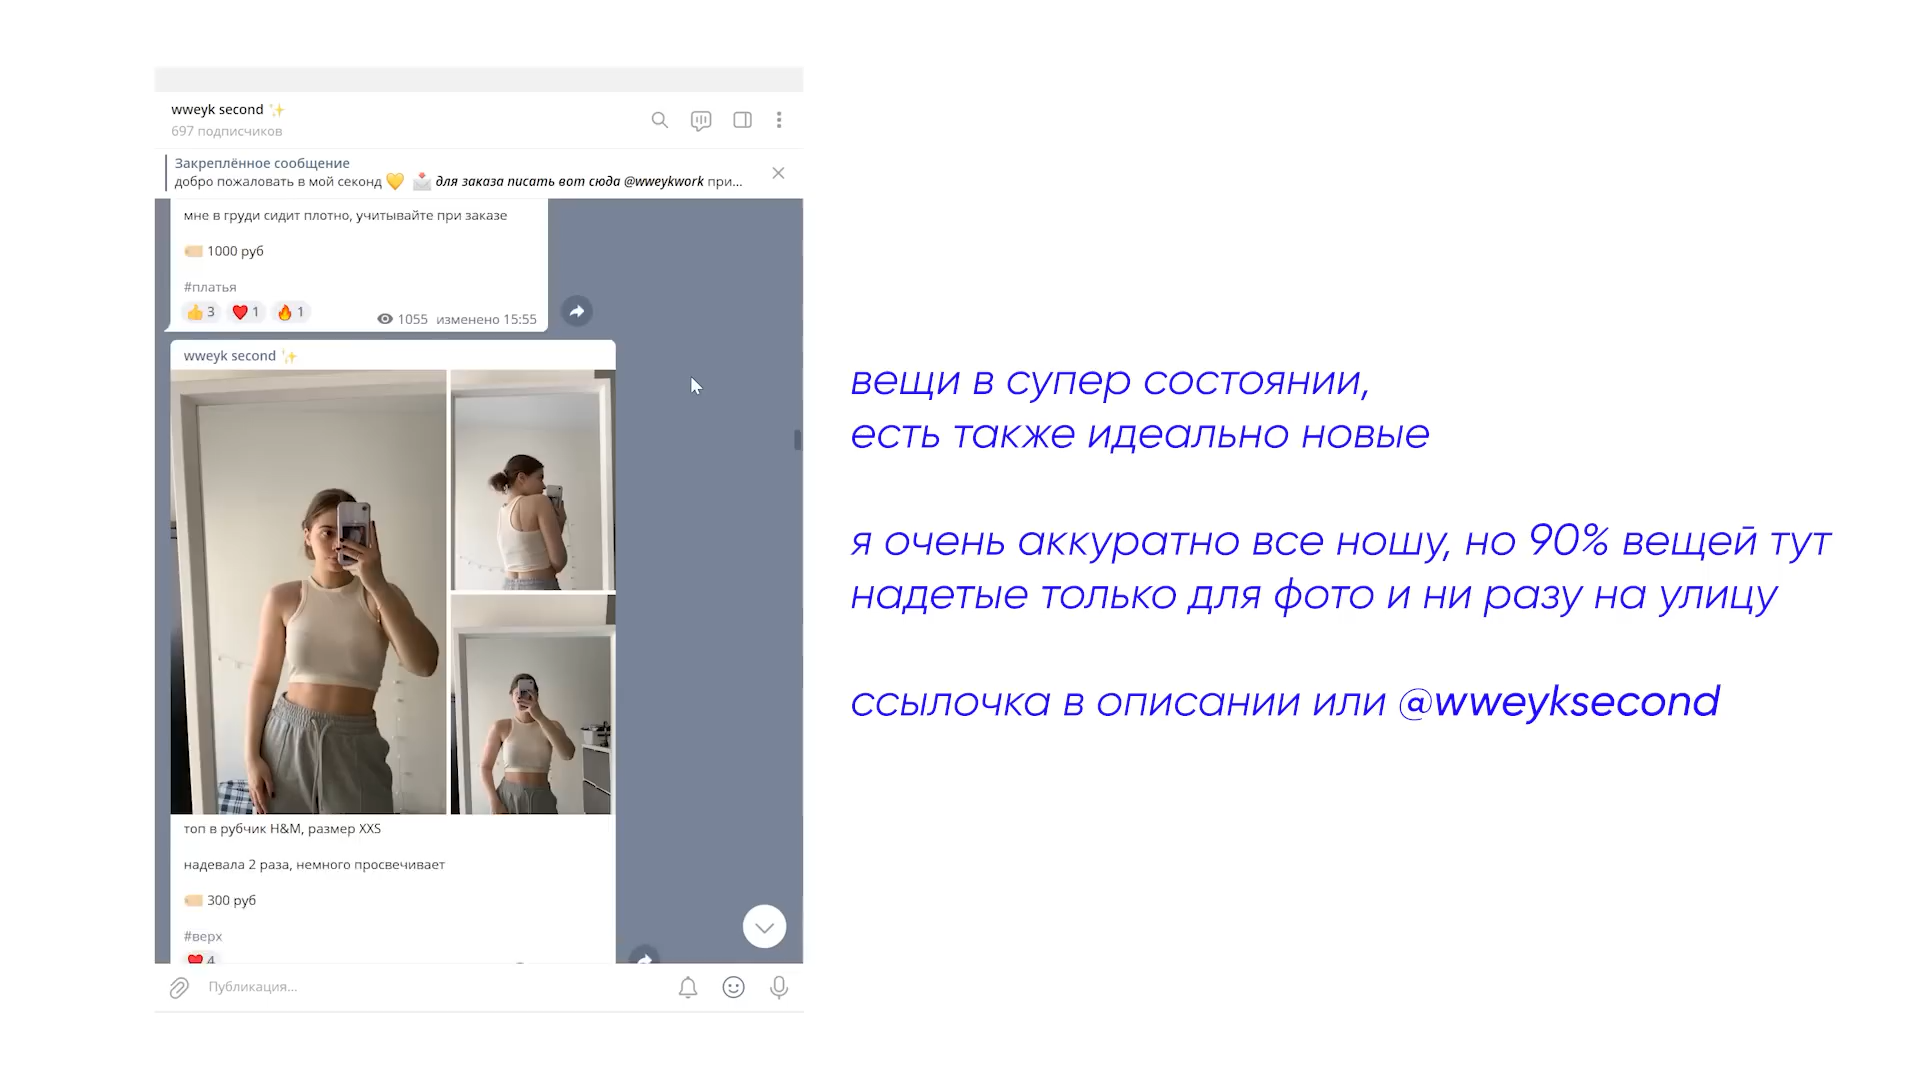 wweyk second ✨
697 подписчиков
Закреплённое сообщение
добро пожаловать в мой секонд 💛 📩 для заказа писать вот сюда @wweykwork при...
мне в груди сидит плотно, учитывайте при заказе
🏷 1000 руб
#платья
👍 3 ❤ 1 🔥 1
1055 изменено 15:55
wweyk second ✨
топ в рубчик H&M, размер XXS
надевала 2 раза, немного просвечивает
🏷 300 руб
#верх
❤ 4
Публикация...
вещи в супер состоянии,
есть также идеально новые
я очень аккуратно все ношу, но 90% вещей тут
надетые только для фото и ни разу на улицу
ссылочка в описании или @wweyksecond